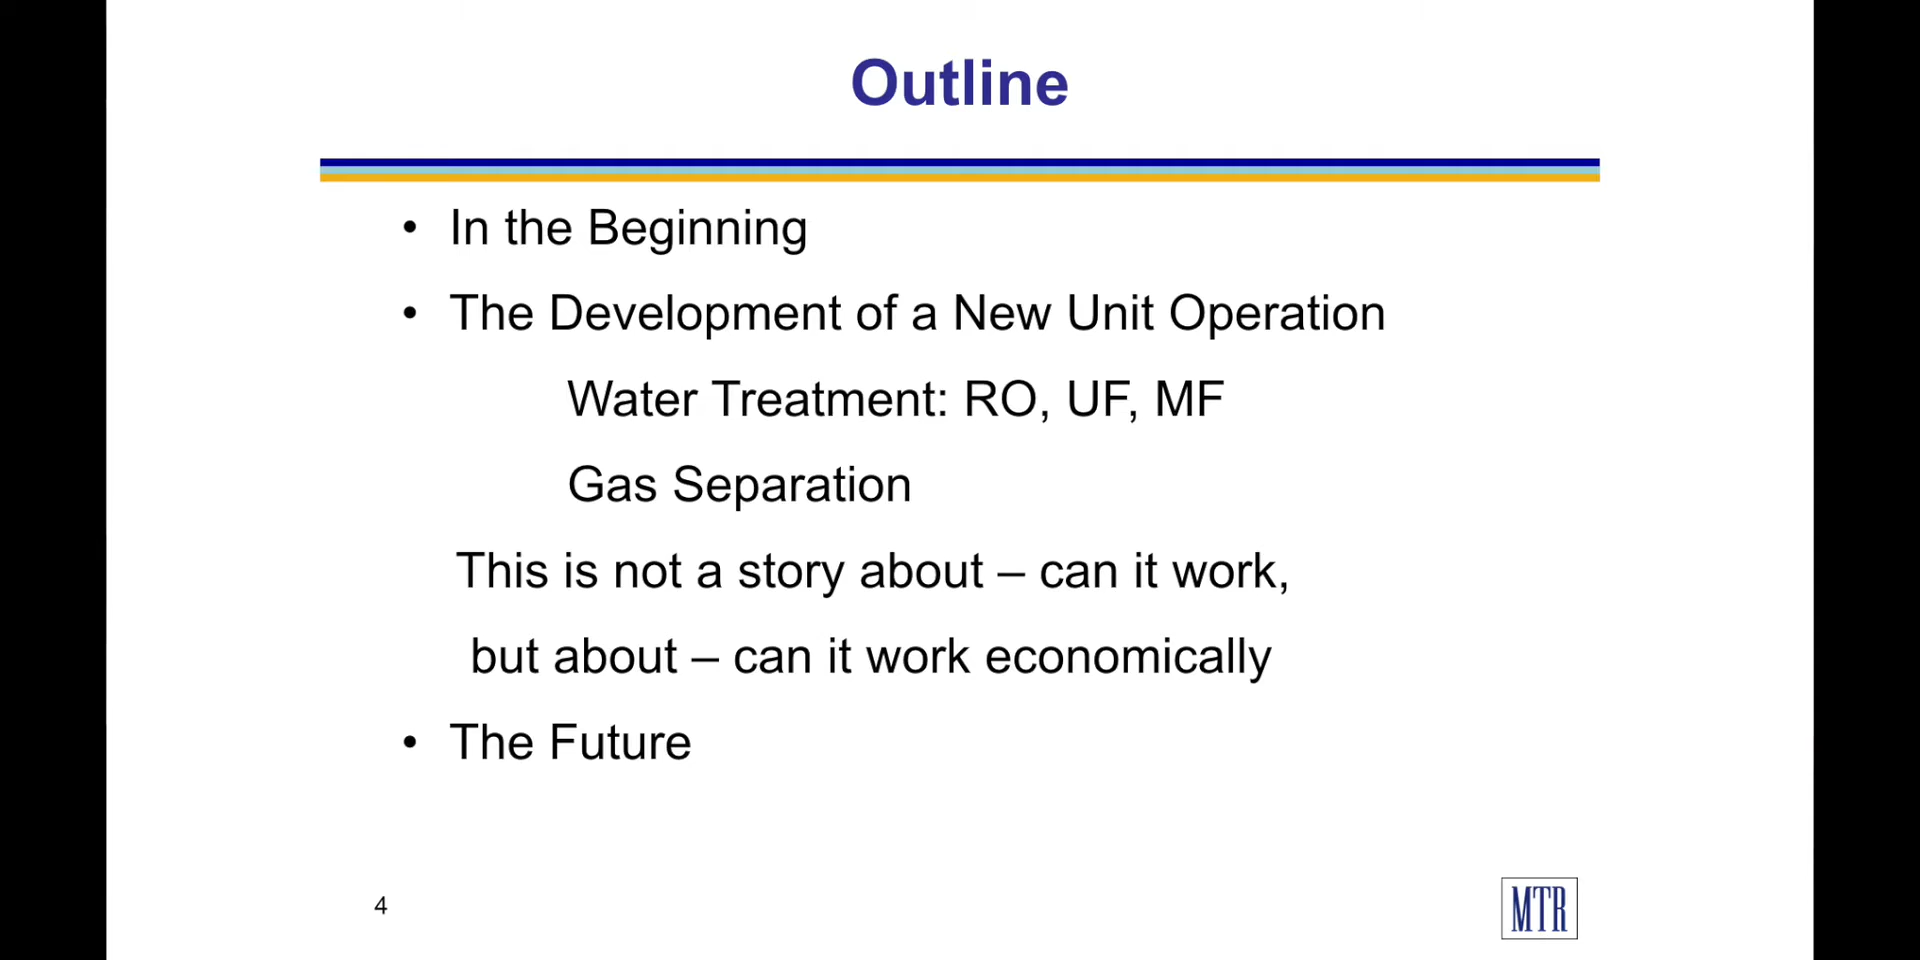 Outline
• In the Beginning
• The Development of a New Unit Operation
Water Treatment: RO, UF, MF
Gas Separation
This is not a story about – can it work,
but about – can it work economically
• The Future
4
MTR